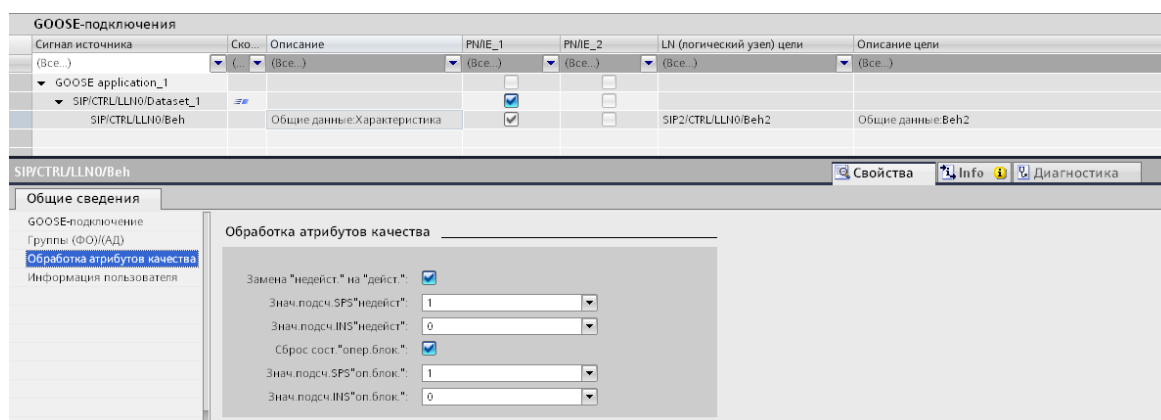 GOOSE-подключения
Сигнал источника Ско... Описание PN/IE_1 PN/IE_2 LN (логический узел) цели Описание цели
(Все...) (... (Все...) (Все...) (Все...) (Все...) (Все...)
GOOSE application_1
SIP/CTRL/LLN0/Dataset_1
SIP/CTRL/LLN0/Beh Общие данные:Характеристика SIP2/CTRL/LLN0/Beh2 Общие данные:Beh2
SIP/CTRL/LLN0/Beh Свойства Info Диагностика
Общие сведения
GOOSE-подключение
Группы (ФО)/(АД)
Обработка атрибутов качества
Информация пользователя
Обработка атрибутов качества
Замена "недейст." на "дейст.":
Знач.подсч.SPS"недейст": 1
Знач.подсч.INS"недейст": 0
Сброс сост."опер.блок.":
Знач.подсч.SPS"оп.блок.": 1
Знач.подсч.INS"оп.блок.": 0